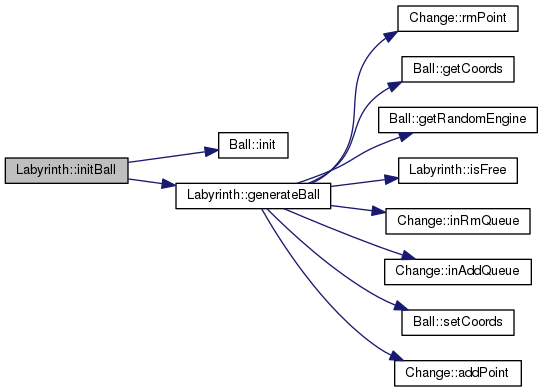 Labyrinth::initBall
Ball::init
Labyrinth::generateBall
Change::rmPoint
Ball::getCoords
Ball::getRandomEngine
Labyrinth::isFree
Change::inRmQueue
Change::inAddQueue
Ball::setCoords
Change::addPoint